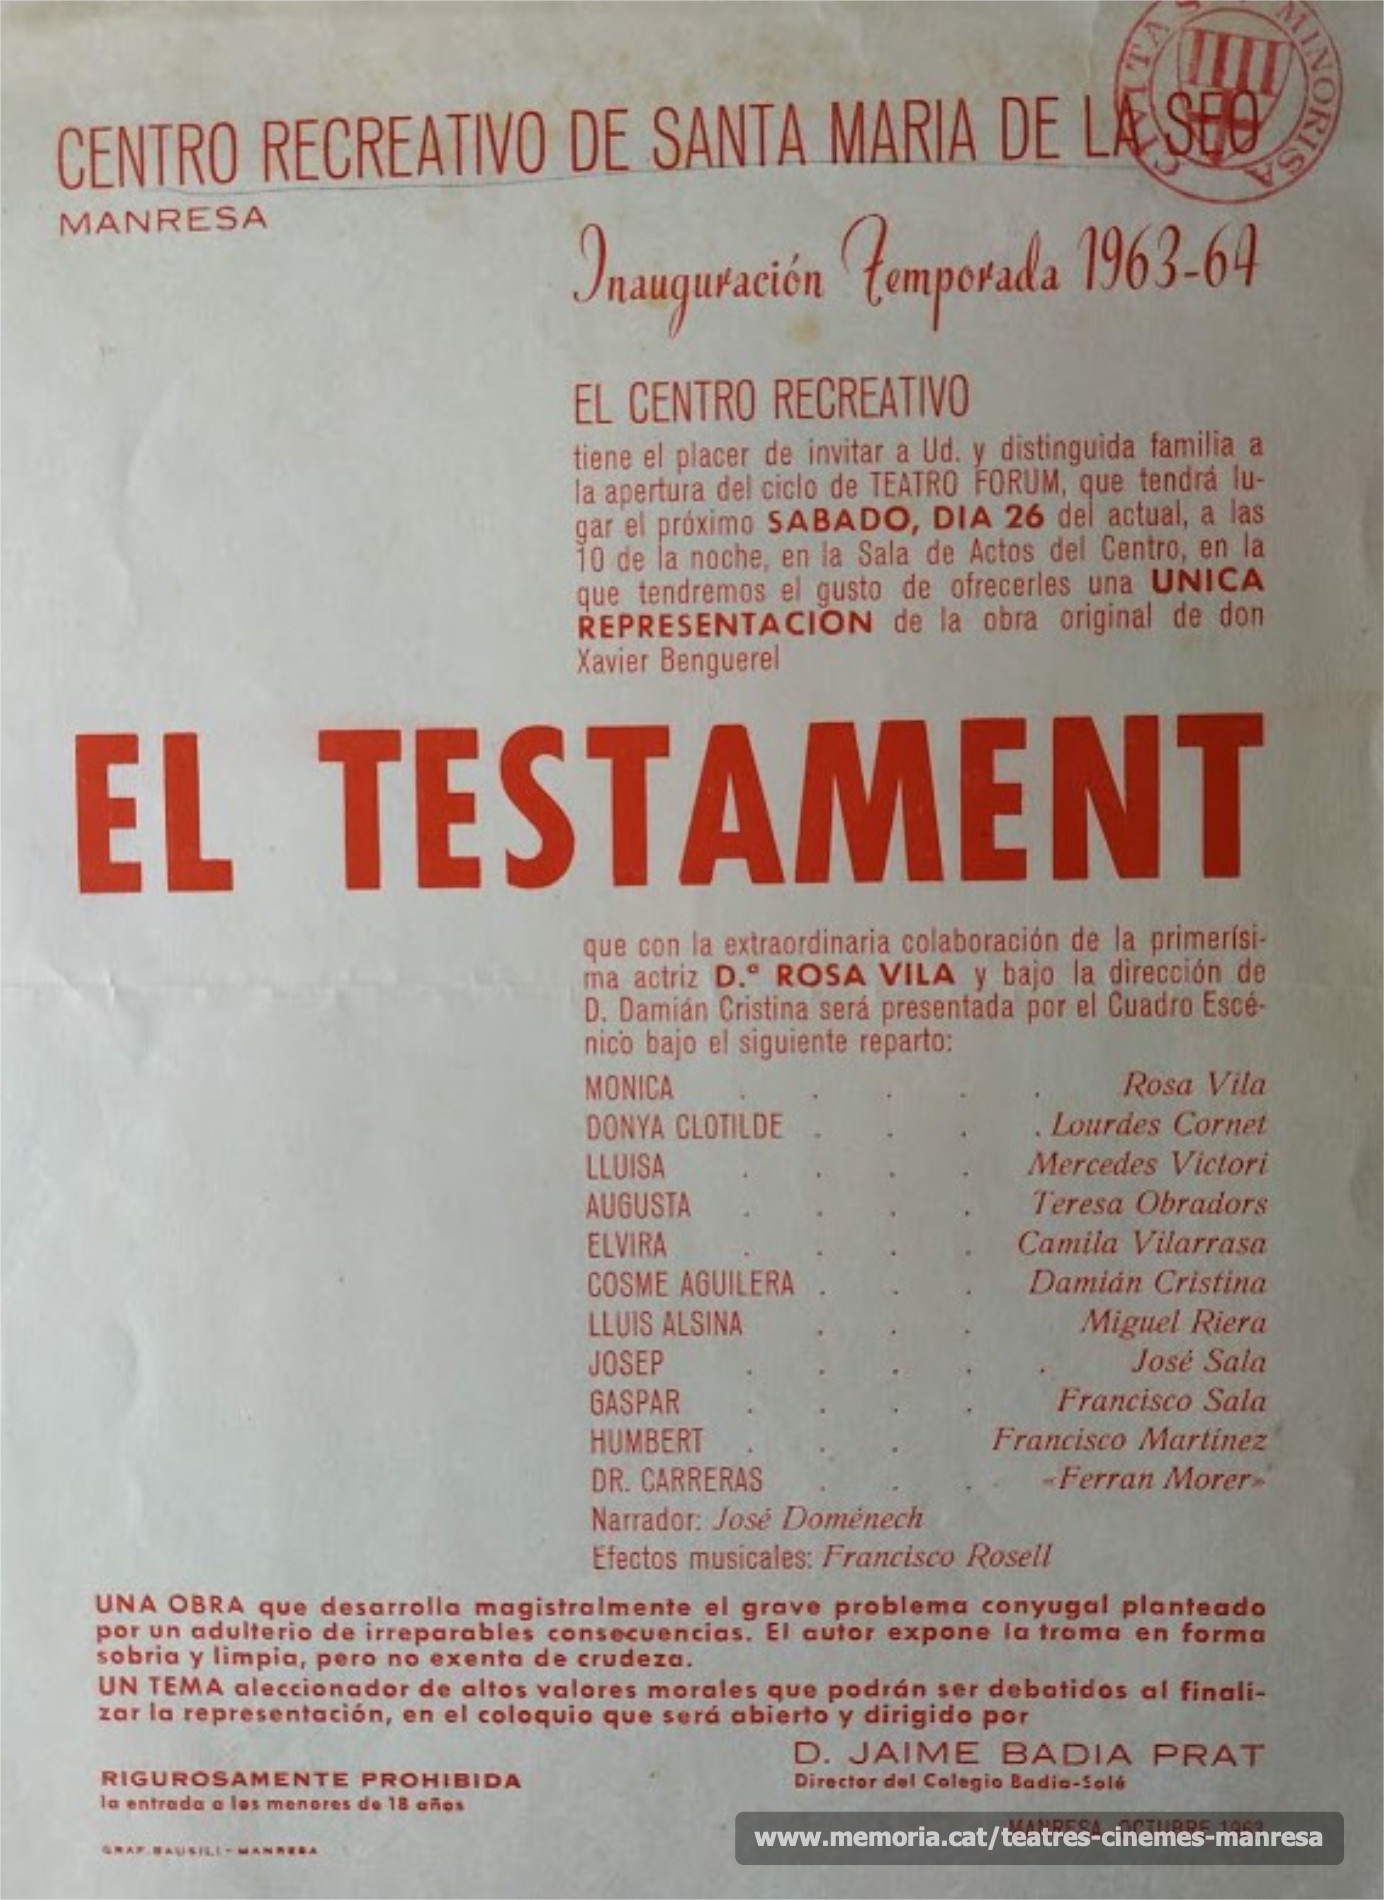 CIVITAS MINORISA
CENTRO RECREATIVO DE SANTA MARIA DE LA SEO
MANRESA
Inauguración Temporada 1963-64
EL CENTRO RECREATIVO
tiene el placer de invitar a Ud. y distinguida familia a
la apertura del ciclo de TEATRO FORUM, que tendrá lu-
gar el próximo SABADO, DIA 26 del actual, a las
10 de la noche, en la Sala de Actos del Centro, en la
que tendremos el gusto de ofrecerles una UNICA
REPRESENTACION de la obra original de don
Xavier Benguerel
EL TESTAMENT
que con la extraordinaria colaboración de la primerísi-
ma actriz D.ª ROSA VILA y bajo la dirección de
D. Damián Cristina será presentada por el Cuadro Escé-
nico bajo el siguiente reparto:
MONICA . . . . . Rosa Vila
DONYA CLOTILDE . . . . Lourdes Cornet
LLUISA . . . . Mercedes Victori
AUGUSTA . . . . Teresa Obradors
ELVIRA . . . . Camila Vilarrasa
COSME AGUILERA . . . Damián Cristina
LLUIS ALSINA . . . Miguel Riera
JOSEP . . . . . José Sala
GASPAR . . . . Francisco Sala
HUMBERT . . . Francisco Martínez
DR. CARRERAS . . . «Ferran Morer»
Narrador: José Doménech
Efectos musicales: Francisco Rosell
UNA OBRA que desarrolla magistralmente el grave problema conyugal planteado
por un adulterio de irreparables consecuencias. El autor expone la trama en forma
sobria y limpia, pero no exenta de crudeza.
UN TEMA aleccionador de altos valores morales que podrán ser debatidos al finali-
zar la representación, en el coloquio que será abierto y dirigido por
D. JAIME BADIA PRAT
Director del Colegio Badia-Solé
RIGUROSAMENTE PROHIBIDA
la entrada a los menores de 18 años
MANRESA, OCTUBRE 1963
GRAF. BAUSILI - MANRESA
www.memoria.cat/teatres-cinemes-manresa